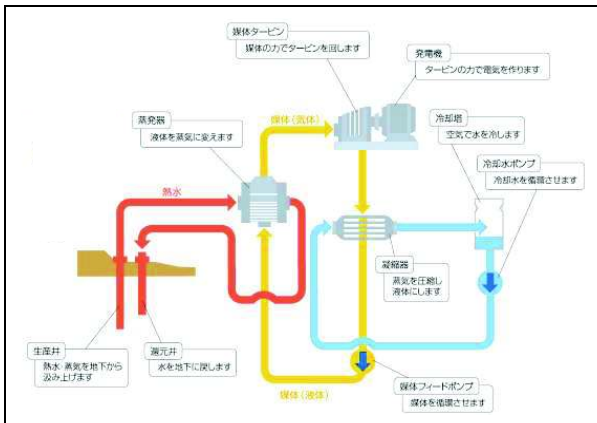 媒体タービン
媒体の力でタービンを回します
発電機
タービンの力で電気を作ります
蒸発器
液体を蒸気に変えます
媒体(気体)
冷却塔
空気で水を冷します
冷却水ポンプ
冷却水を循環させます
熱水
凝縮器
蒸気を圧縮し
液体にします
生産井
熱水・蒸気を地下から
汲み上げます
還元井
水を地下に戻します
媒体(液体)
媒体フィードポンプ
媒体を循環させます